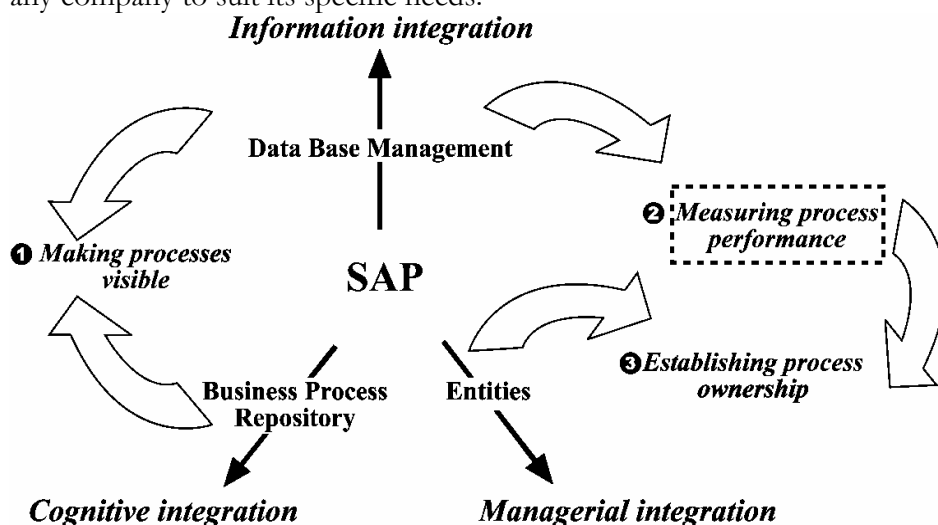 any company to suit its specific needs.
Information integration
Data Base Management
❷ Measuring process
performance
❶ Making processes
visible
SAP
❸ Establishing process
ownership
Business Process
Repository
Entities
Cognitive integration
Managerial integration